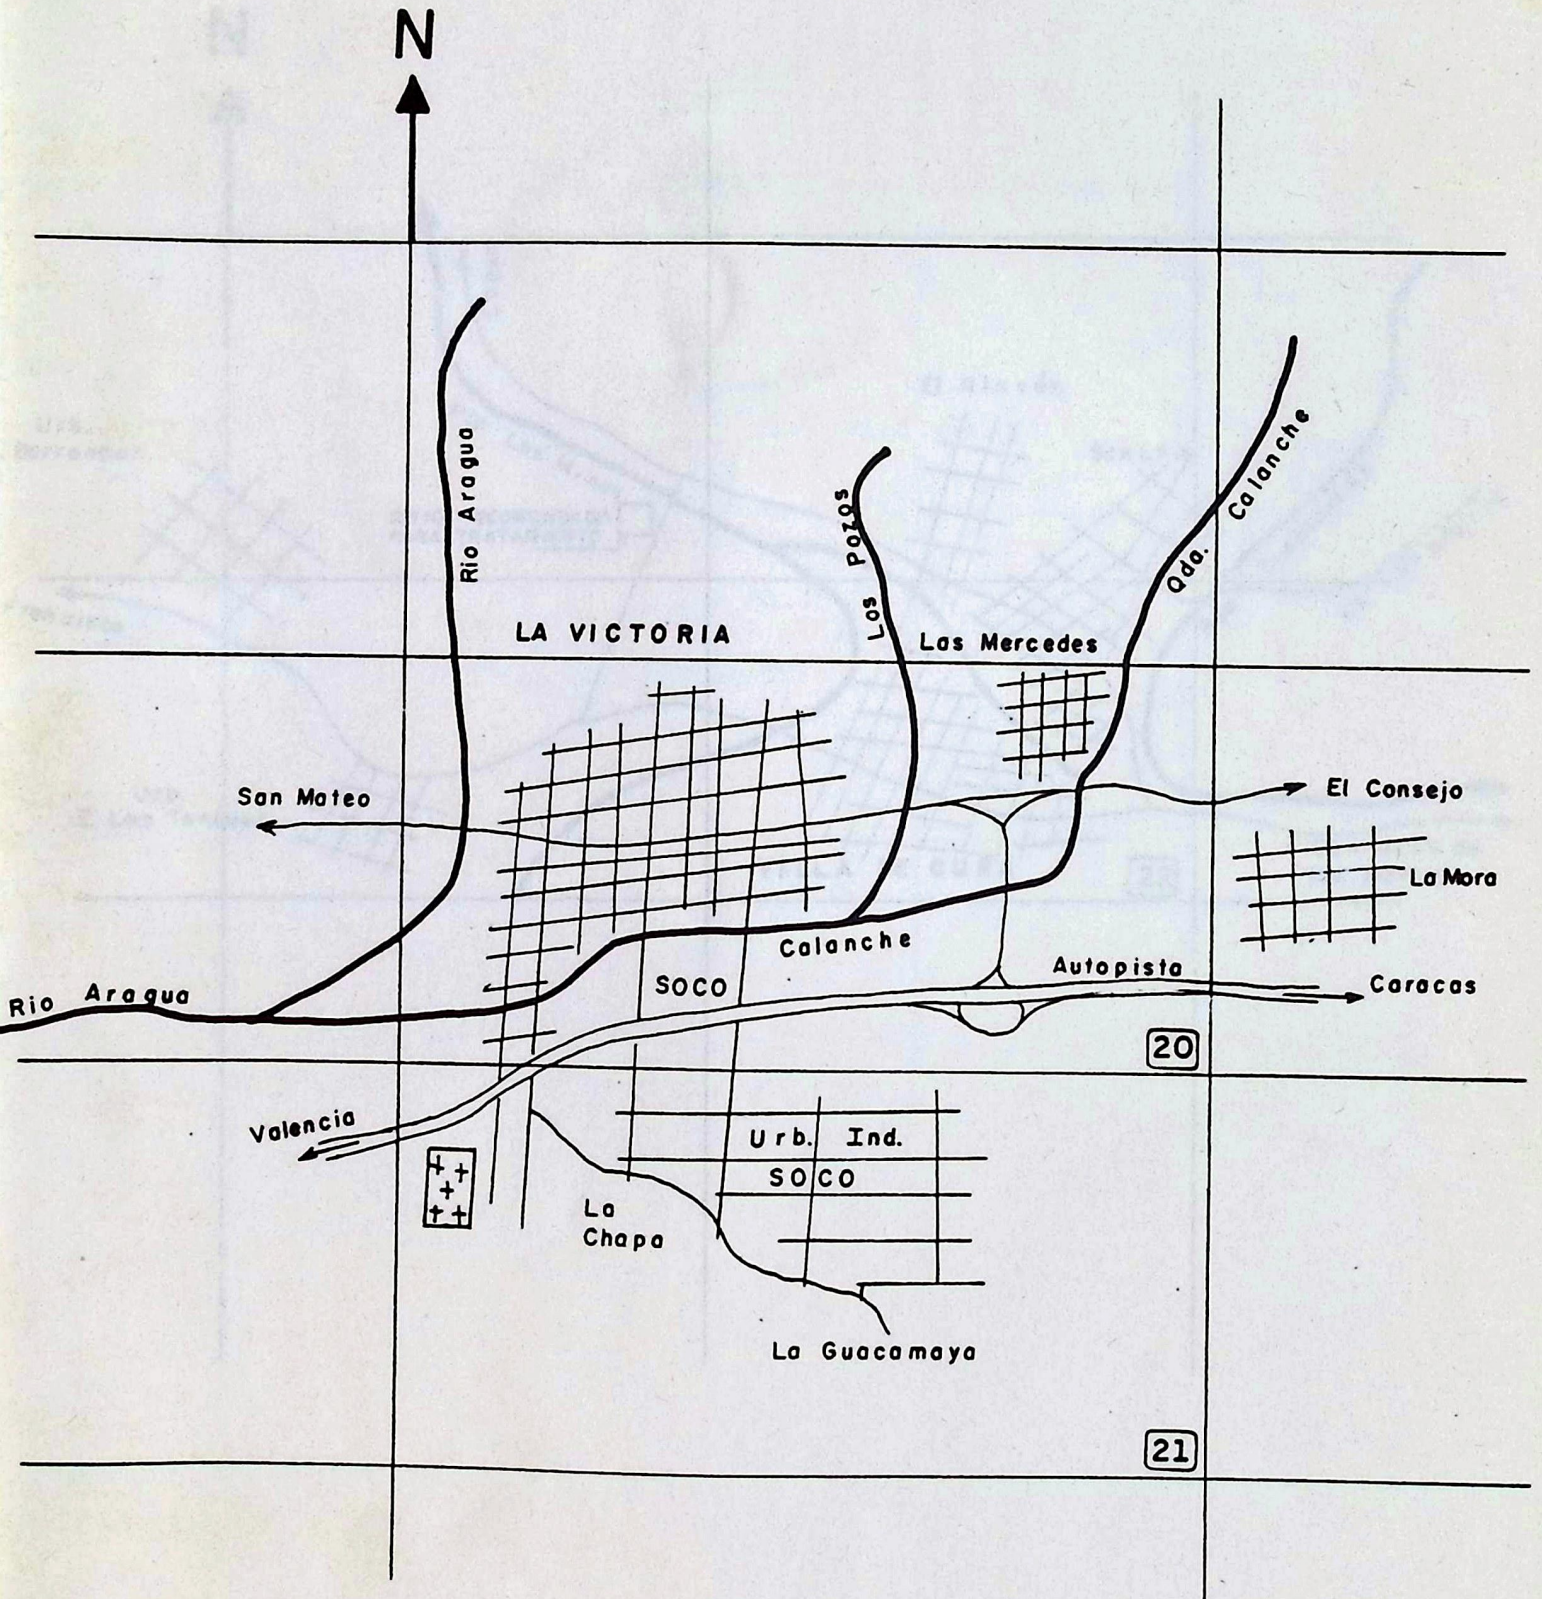 N
Rio Aragua
Los Pozos
Qda. Calanche
LA VICTORIA
Las Mercedes
San Mateo
El Consejo
La Mora
Calanche
Rio Aragua
SOCO
Autopista
Caracas
20
Valencia
Urb. Ind.
SOCO
La
Chapa
La Guacamaya
21